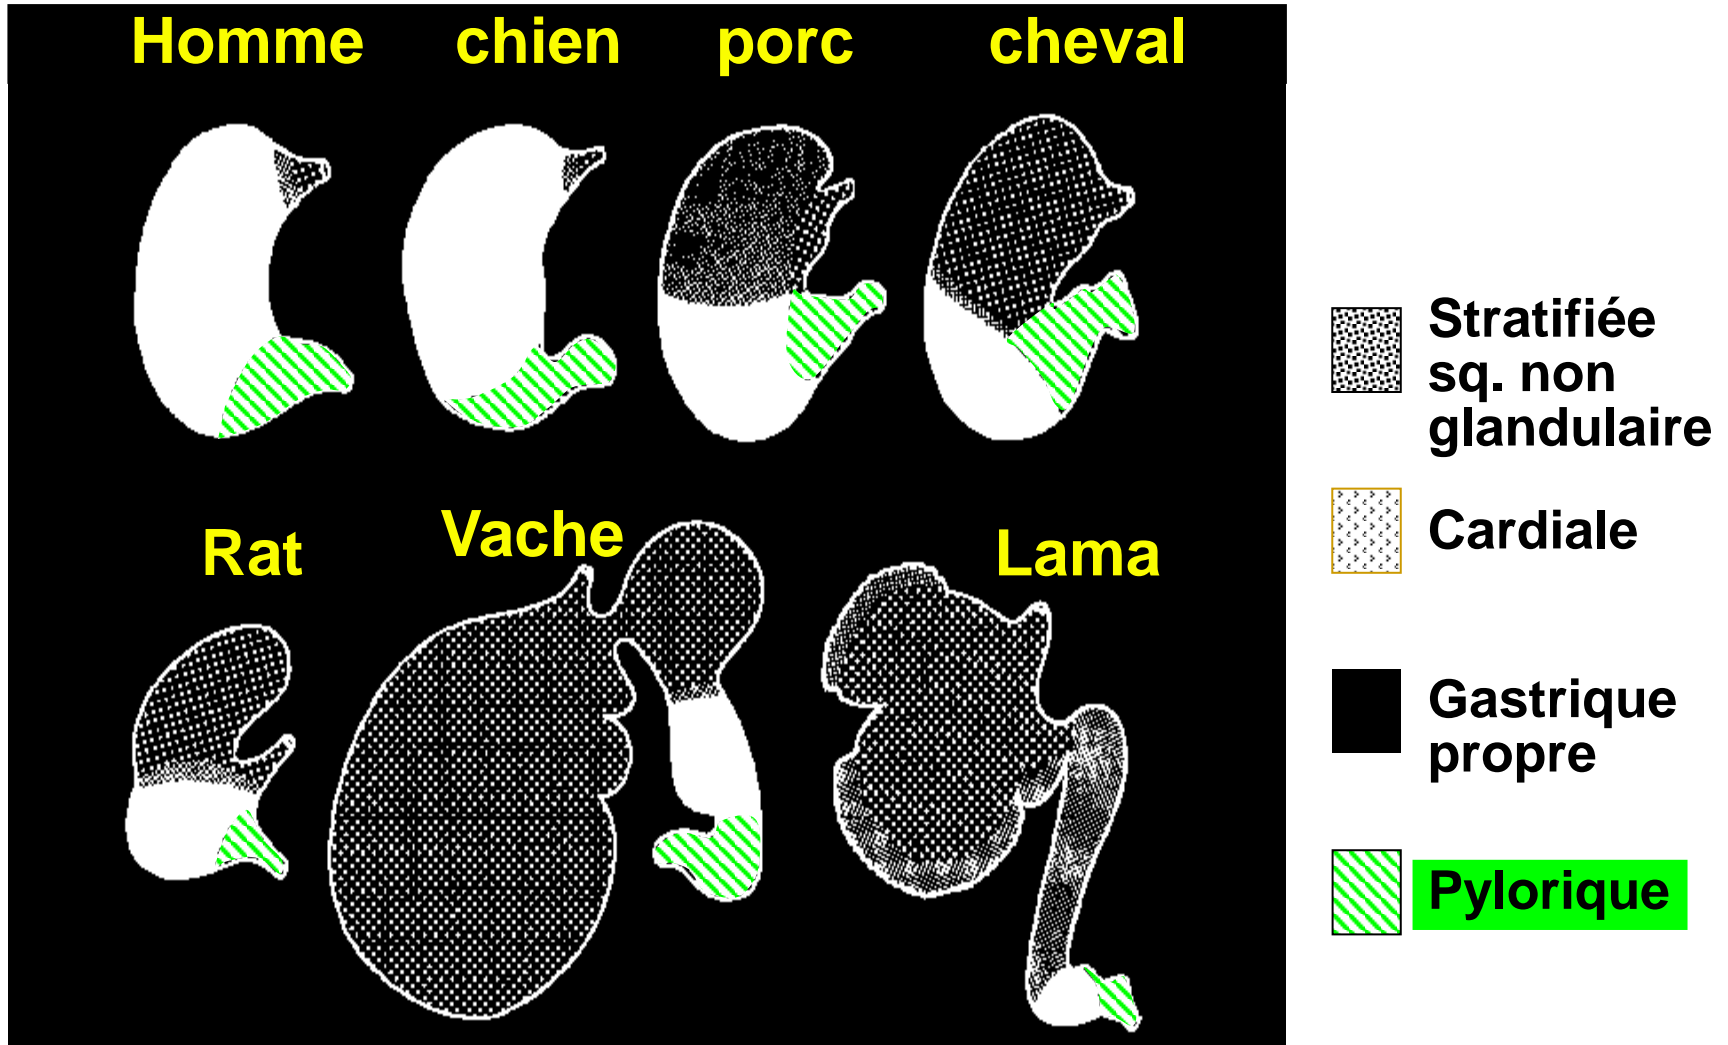 Homme chien porc cheval
Rat Vache Lama
Stratifiée
sq. non
glandulaire
Cardiale
Gastrique
propre
Pylorique